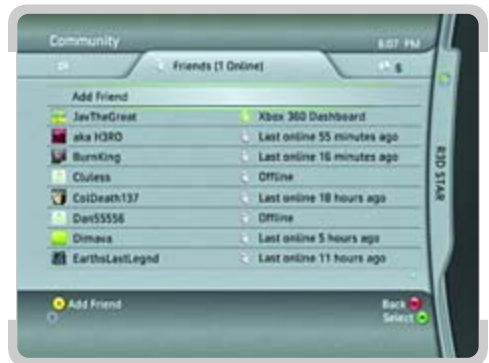 Community 6:07 PM
Friends (1 Online) 6
Add Friend
JavTheGreat Xbox 360 Dashboard
aka H3RO Last online 55 minutes ago
BurnKing Last online 16 minutes ago
Cluless Offline
ColDeath137 Last online 18 hours ago
Dan55556 Offline
Dimava Last online 5 hours ago
EarthsLastLegnd Last online 11 hours ago
R3D STAR
Add Friend Back
Select